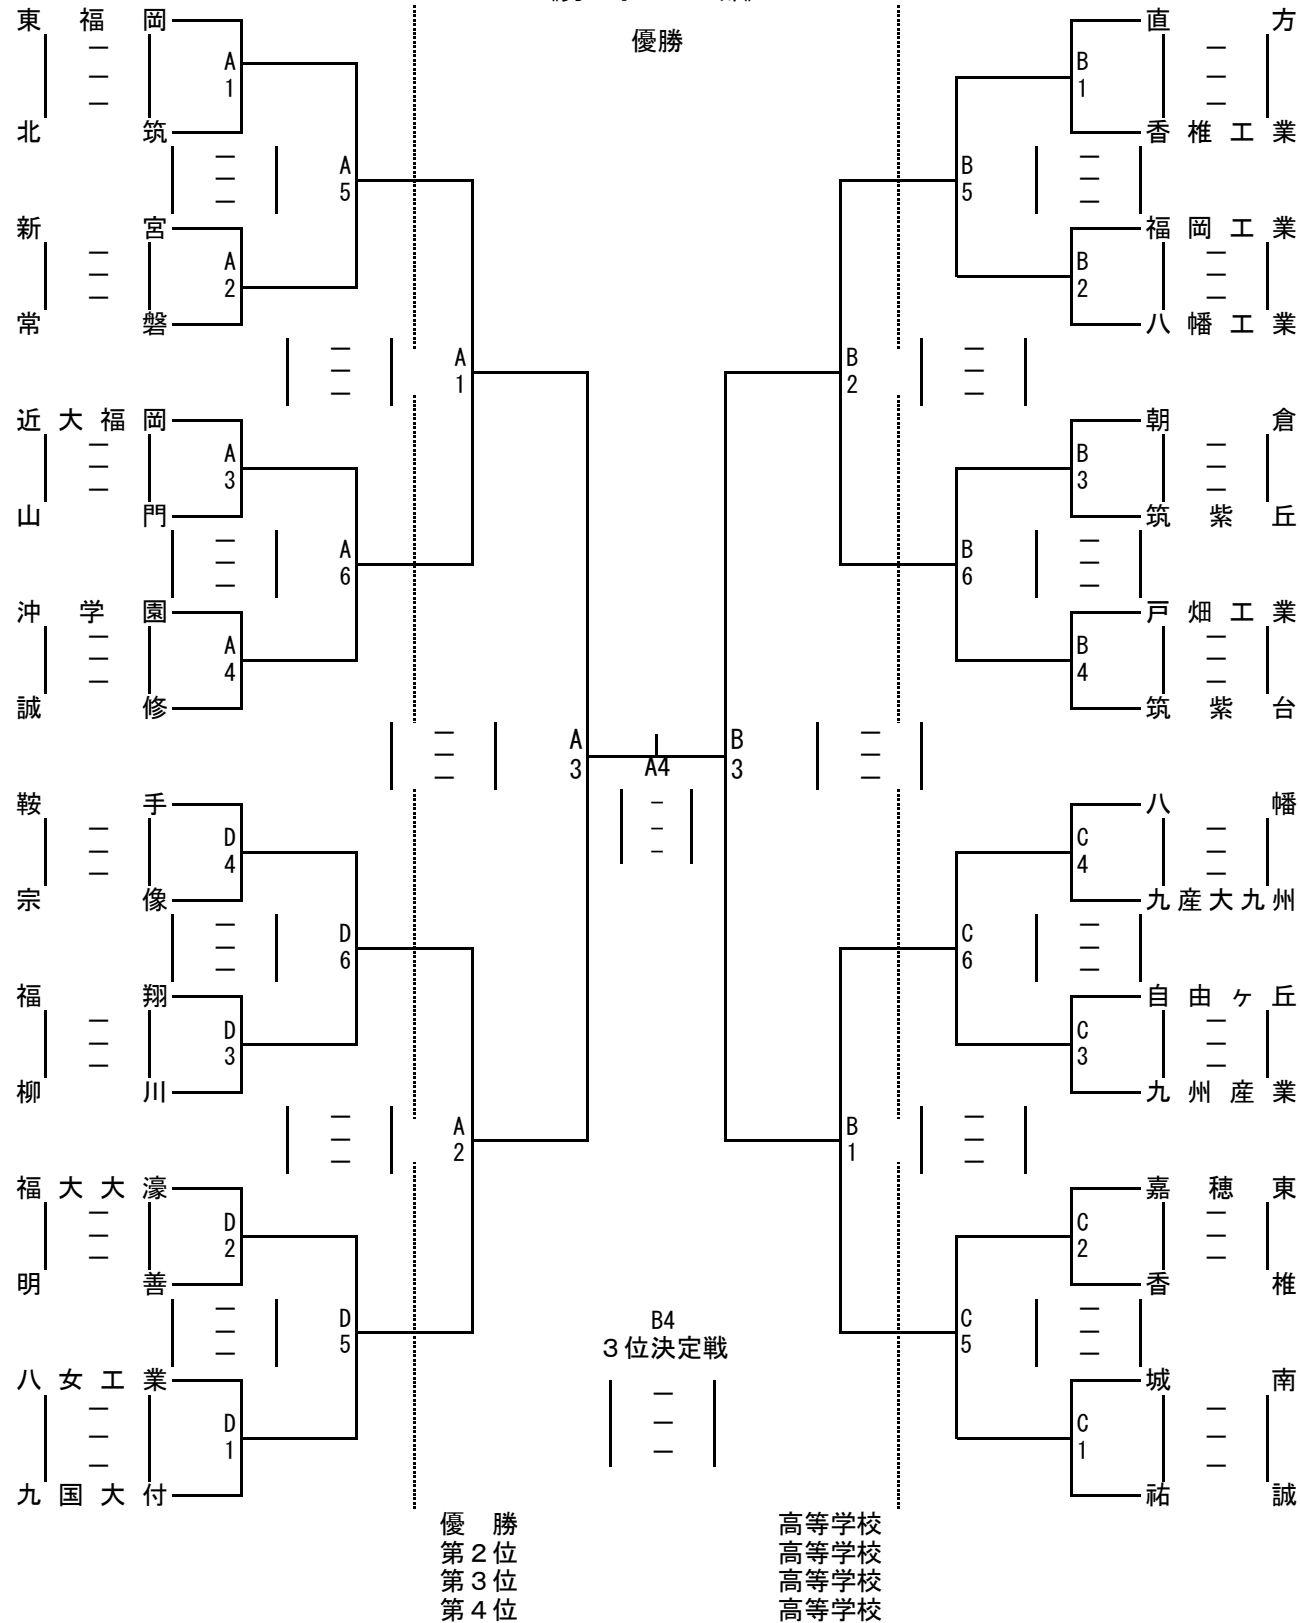 優勝
東福岡
A1
北筑
A5
新宮
A2
常磐
A1
近大福岡
A3
山門
A6
沖学園
A4
誠修
A3
鞍手
D4
宗像
D6
福翔
D3
柳川
A2
福大大濠
D2
明善
D5
八女工業
D1
九国大付
A4
直方
B1
香椎工業
B5
福岡工業
B2
八幡工業
B2
朝倉
B3
筑紫丘
B6
戸畑工業
B4
筑紫台
B3
八幡
C4
九産大九州
C6
自由ヶ丘
C3
九州産業
B1
嘉穂東
C2
香椎
C5
城南
C1
祐誠
B4
3位決定戦
優勝 高等学校
第2位 高等学校
第3位 高等学校
第4位 高等学校